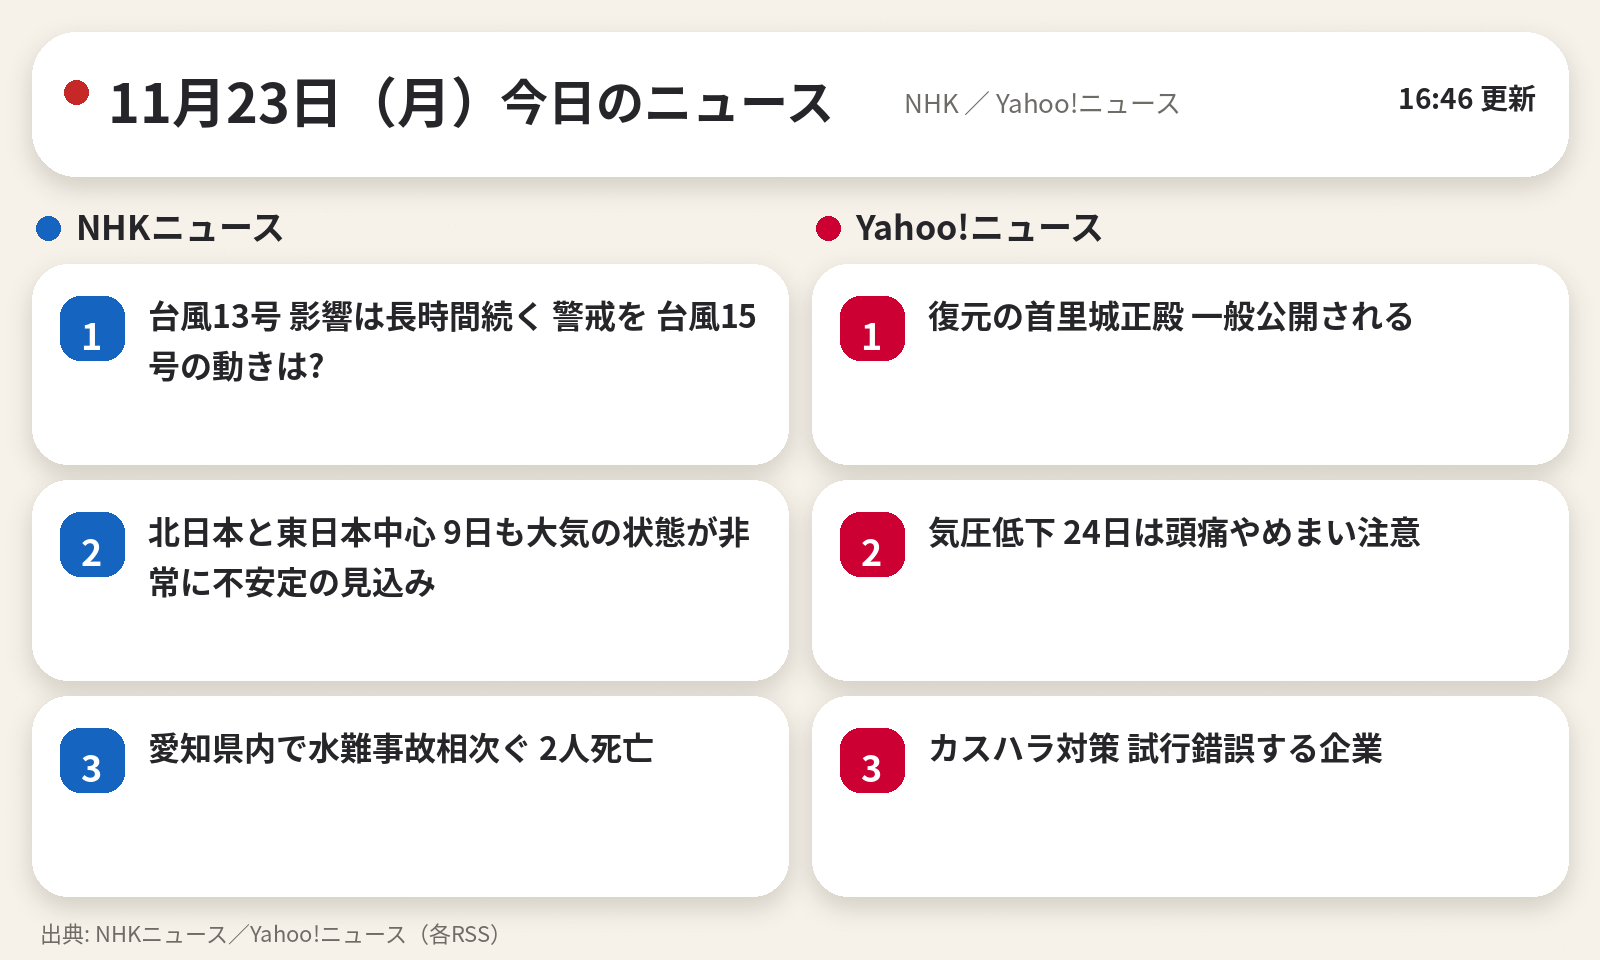 11月23日（月）今日のニュース
NHK ／ Yahoo!ニュース
16:46 更新
NHKニュース
1
台風13号 影響は長時間続く 警戒を 台風15
号の動きは?
2
北日本と東日本中心 9日も大気の状態が非
常に不安定の見込み
3
愛知県内で水難事故相次ぐ 2人死亡
Yahoo!ニュース
1
復元の首里城正殿 一般公開される
2
気圧低下 24日は頭痛やめまい注意
3
カスハラ対策 試行錯誤する企業
出典: NHKニュース／Yahoo!ニュース（各RSS）